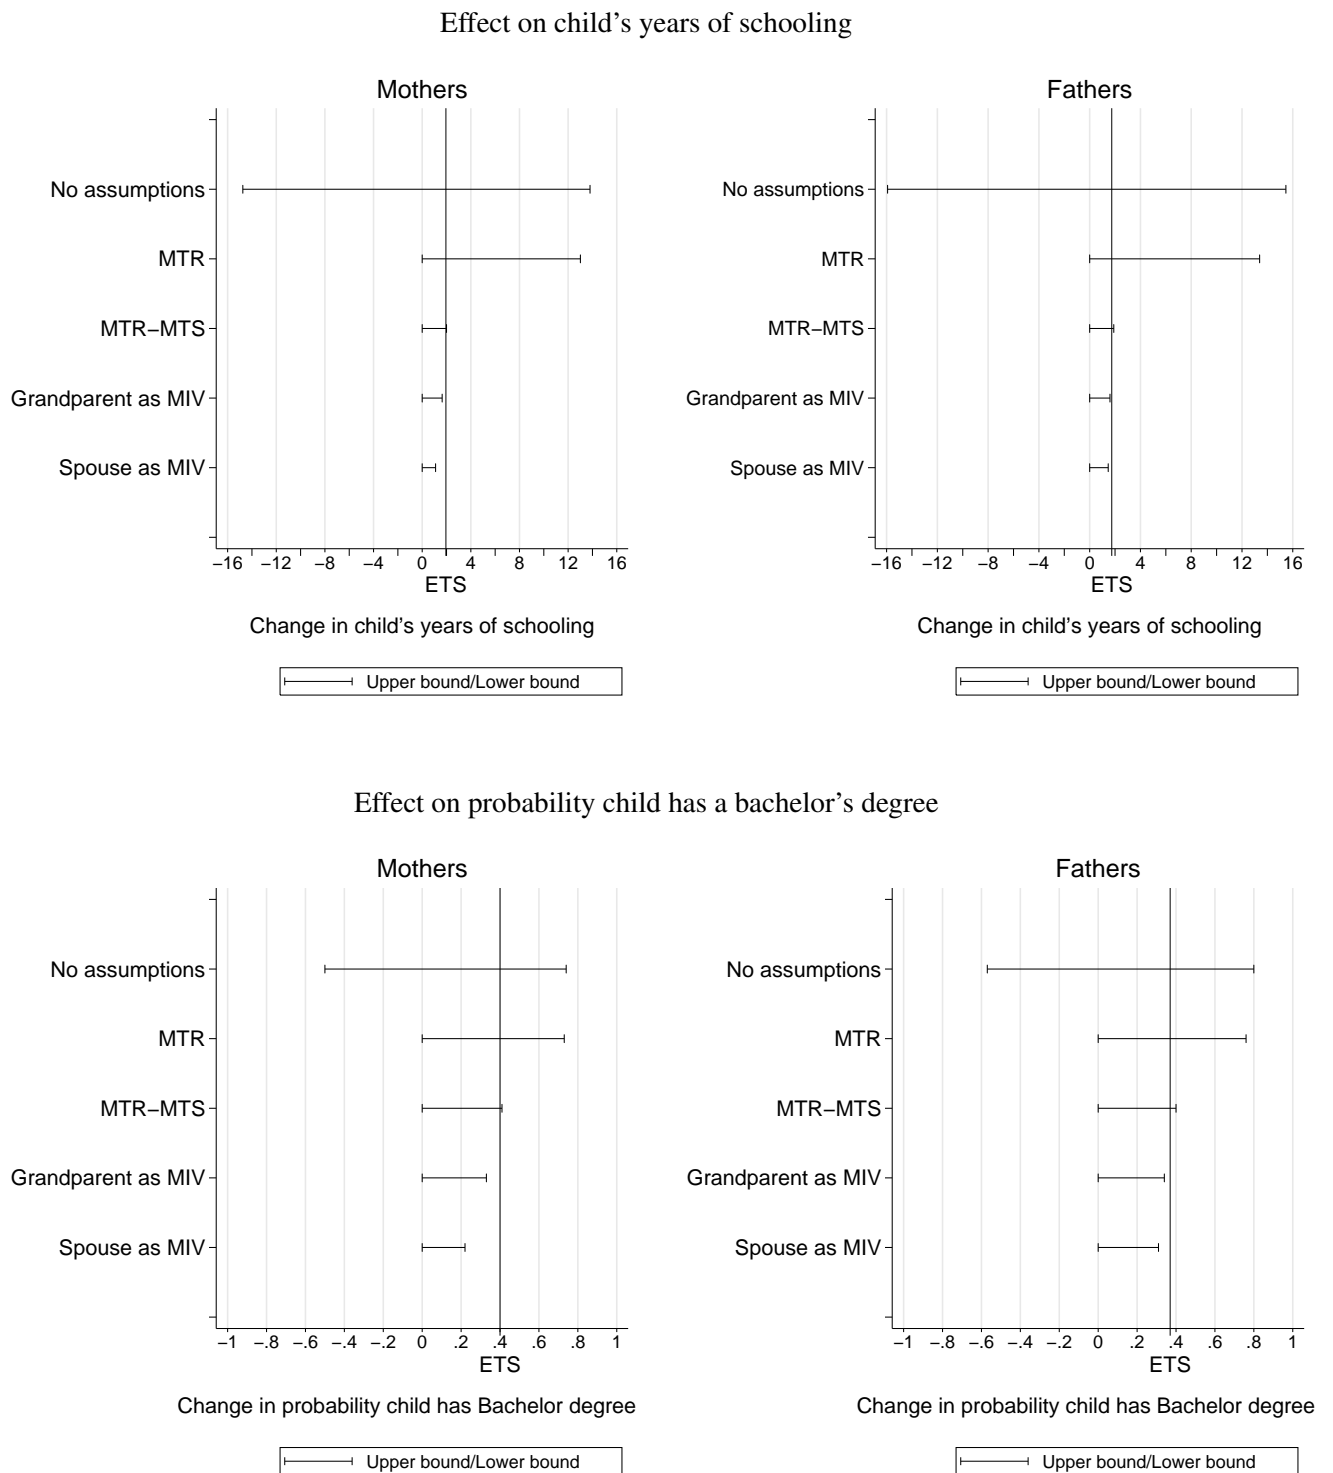 Effect on child's years of schooling
Mothers
No assumptions
MTR
MTR−MTS
Grandparent as MIV
Spouse as MIV
−16 −12 −8 −4 0 4 8 12 16
ETS
Change in child's years of schooling
Upper bound/Lower bound
Fathers
No assumptions
MTR
MTR−MTS
Grandparent as MIV
Spouse as MIV
−16 −12 −8 −4 0 4 8 12 16
ETS
Change in child's years of schooling
Upper bound/Lower bound
Effect on probability child has a bachelor's degree
Mothers
No assumptions
MTR
MTR−MTS
Grandparent as MIV
Spouse as MIV
−1 −.8 −.6 −.4 −.2 0 .2 .4 .6 .8 1
ETS
Change in probability child has Bachelor degree
Upper bound/Lower bound
Fathers
No assumptions
MTR
MTR−MTS
Grandparent as MIV
Spouse as MIV
−1 −.8 −.6 −.4 −.2 0 .2 .4 .6 .8 1
ETS
Change in probability child has Bachelor degree
Upper bound/Lower bound